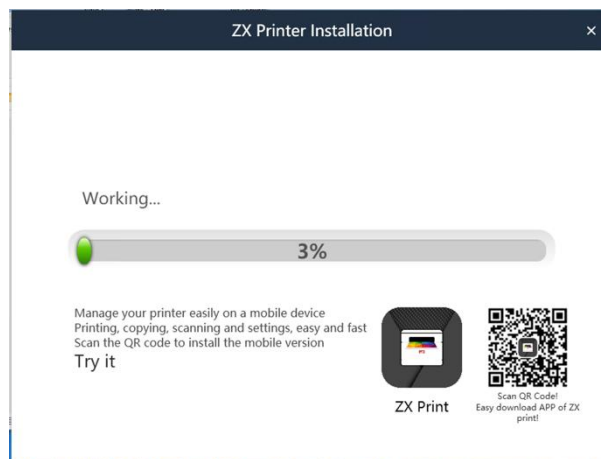 ZX Printer Installation
×
Working...
3%
Manage your printer easily on a mobile device
Printing, copying, scanning and settings, easy and fast
Scan the QR code to install the mobile version
Try it
ZX Print
Scan QR Code!
Easy download APP of ZX
print!